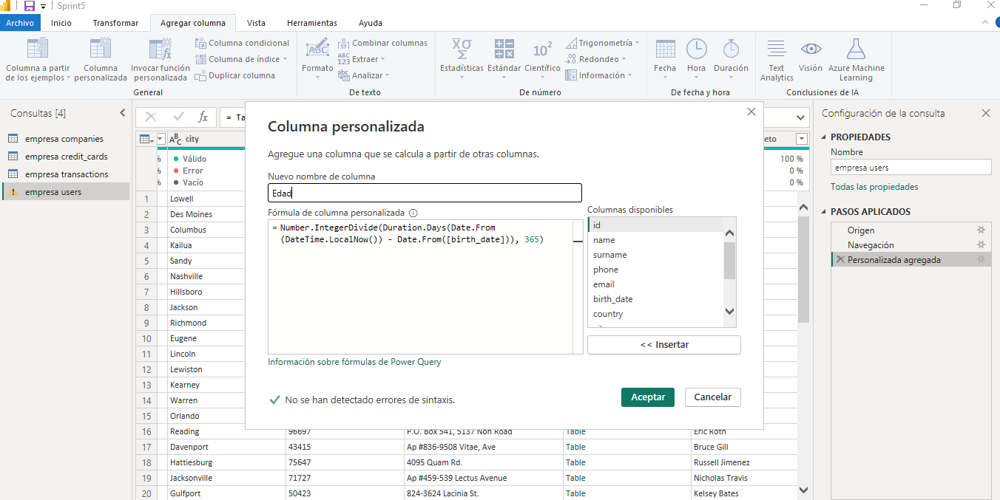 Sprint5
Archivo Inicio Transformar Agregar columna Vista Herramientas Ayuda
Columna a partir de los ejemplos
Columna personalizada
Invocar función personalizada
Columna condicional
Columna de índice
Duplicar columna
General
Formato
Combinar columnas
Extraer
Analizar
De texto
Estadísticas
Estándar
Científico
Trigonometría
Redondeo
Información
De número
Fecha
Hora
Duración
De fecha y hora
Text Analytics
Visión
Azure Machine Learning
Conclusiones de IA
Consultas [4]
empresa companies
empresa credit_cards
empresa transactions
empresa users
= Ta
city
eto
% Válido 100 %
% Error 0 %
% Vacío 0 %
1 Lowell
2 Des Moines
3 Columbus
4 Kailua
5 Sandy
6 Nashville
7 Hillsboro
8 Jackson
9 Richmond
10 Eugene
11 Lincoln
12 Lewiston
13 Kearney
14 Warren
15 Orlando
16 Reading 96697 P.O. Box 541, 5137 Non Road Table Eric Roth
17 Davenport 43415 Ap #836-9508 Vitae, Ave Table Bruce Gill
18 Hattiesburg 75647 4095 Quam Rd. Table Russell Jimenez
19 Jacksonville 71727 Ap #459-539 Lectus Avenue Table Nicholas Travis
20 Gulfport 50423 824-3624 Lacinia St. Table Kelsey Bates
Columna personalizada
Agregue una columna que se calcula a partir de otras columnas.
Nuevo nombre de columna
Edad
Fórmula de columna personalizada
= Number.IntegerDivide(Duration.Days(Date.From
(DateTime.LocalNow()) - Date.From([birth_date])), 365)
Columnas disponibles
id
name
surname
phone
email
birth_date
country
<< Insertar
Información sobre fórmulas de Power Query
No se han detectado errores de sintaxis.
Aceptar Cancelar
Configuración de la consulta
PROPIEDADES
Nombre
empresa users
Todas las propiedades
PASOS APLICADOS
Origen
Navegación
Personalizada agregada